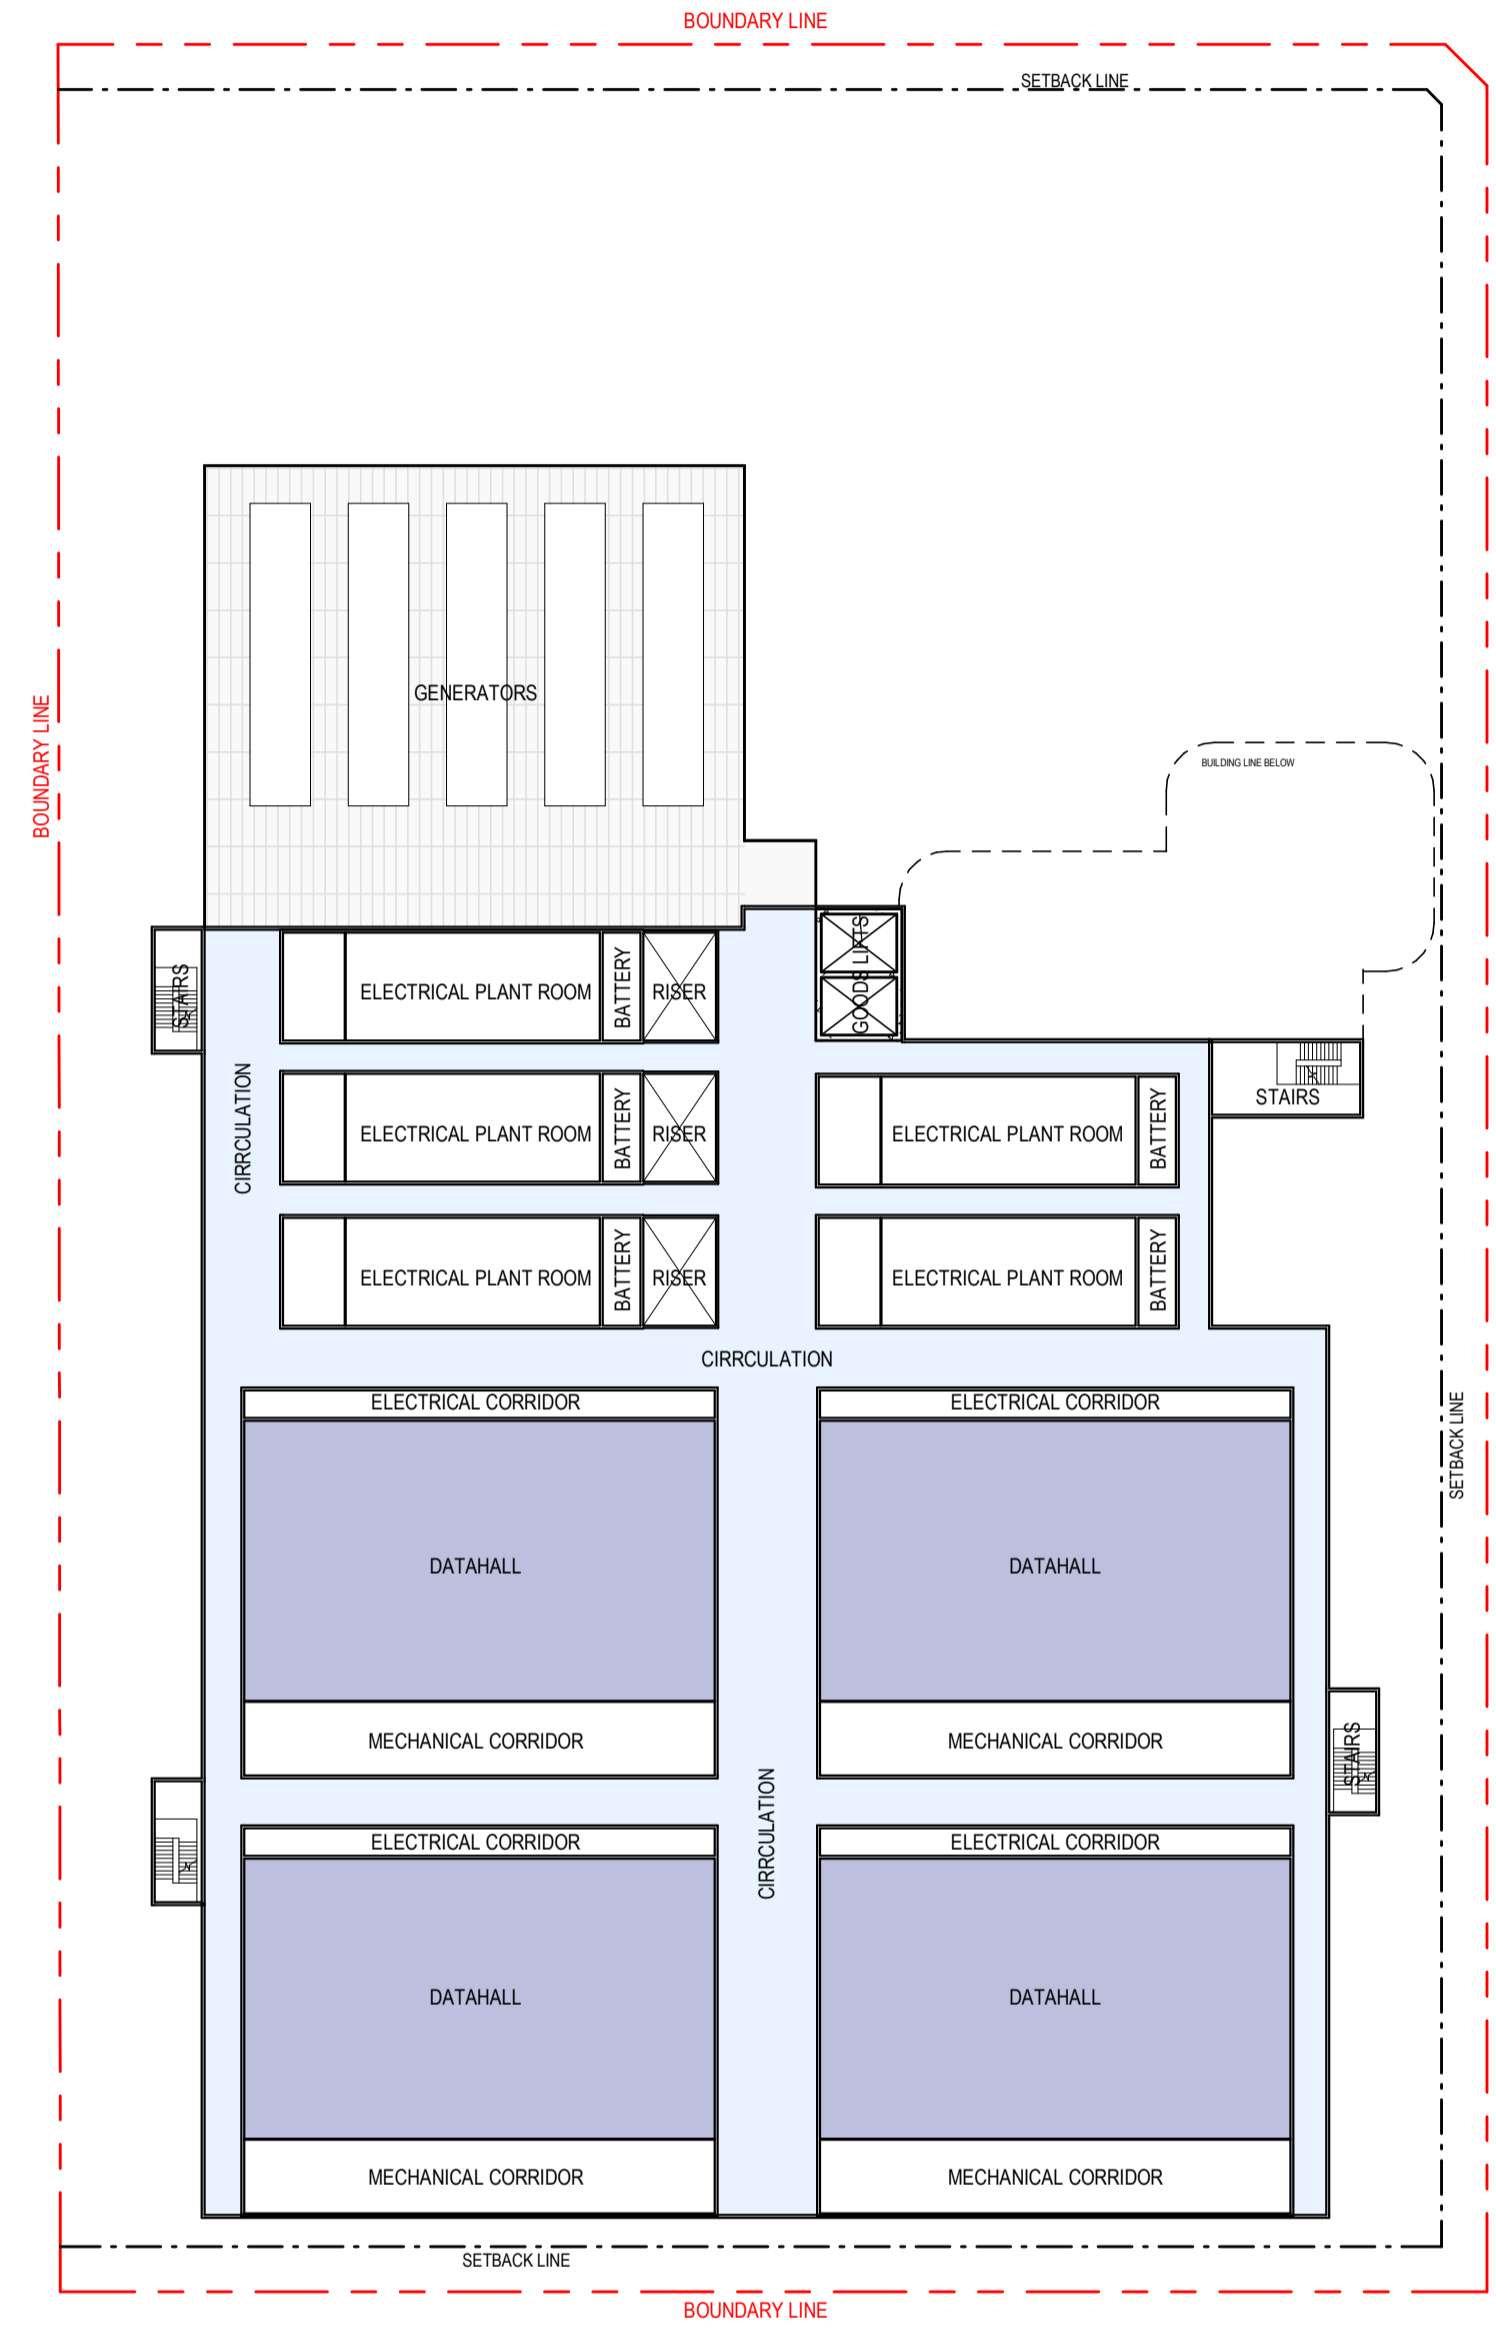 BOUNDARY LINE
SETBACK LINE
BOUNDARY LINE
GENERATORS
BUILDING LINE BELOW
STAIRS
ELECTRICAL PLANT ROOM
BATTERY
RISER
GOODS LIFTS
STAIRS
CIRRCULATION
ELECTRICAL PLANT ROOM
BATTERY
RISER
ELECTRICAL PLANT ROOM
BATTERY
ELECTRICAL PLANT ROOM
BATTERY
RISER
ELECTRICAL PLANT ROOM
BATTERY
CIRRCULATION
ELECTRICAL CORRIDOR
ELECTRICAL CORRIDOR
SETBACK LINE
DATAHALL
DATAHALL
MECHANICAL CORRIDOR
MECHANICAL CORRIDOR
STAIRS
CIRRCULATION
ELECTRICAL CORRIDOR
ELECTRICAL CORRIDOR
DATAHALL
DATAHALL
MECHANICAL CORRIDOR
MECHANICAL CORRIDOR
SETBACK LINE
BOUNDARY LINE